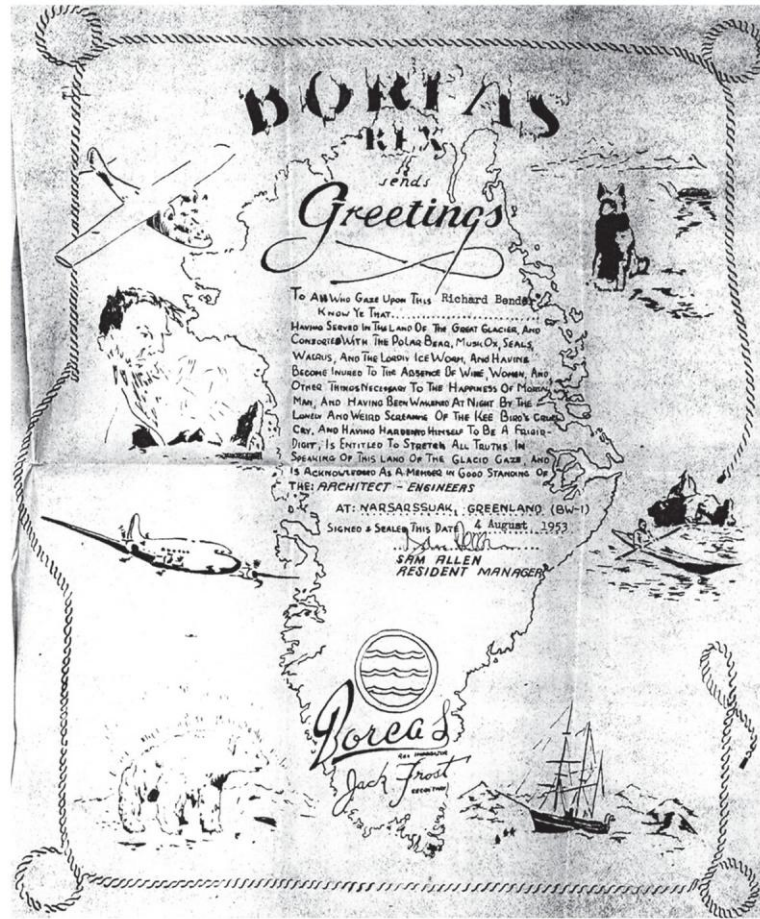 BOREAS
REX
sends
Greetings
TO ALL WHO GAZE UPON THIS Richard Bender
KNOW YE THAT
HAVING SERVED IN THE LAND OF THE GREAT GLACIER, AND
CONSORTED WITH THE POLAR BEAR, MUSK OX, SEALS,
WALRUS, AND THE LORDLY ICE WORM, AND HAVING
BECOME INURED TO THE ABSENCE OF WINE, WOMEN, AND
OTHER THINGS NECESSARY TO THE HAPPINESS OF MORTAL
MAN, AND HAVING BEEN WAKENED AT NIGHT BY THE
LONELY AND WEIRD SCREAMS OF THE KEE BIRD'S CRUEL
CRY, AND HAVING HARDENED HIMSELF TO BE A FRIGID-
DIGIT, IS ENTITLED TO STRETCH ALL TRUTHS IN
SPEAKING OF THIS LAND OF THE GLACID GAZE, AND
IS ACKNOWLEDGED AS A MEMBER IN GOOD STANDING OF
THE: ARCHITECT - ENGINEERS
AT: NARSARSSUAK, GREENLAND (BW-1)
SIGNED & SEALED THIS DATE 4 August 1953
SAM ALLEN
RESIDENT MANAGER
Boreas
REX
Jack Frost